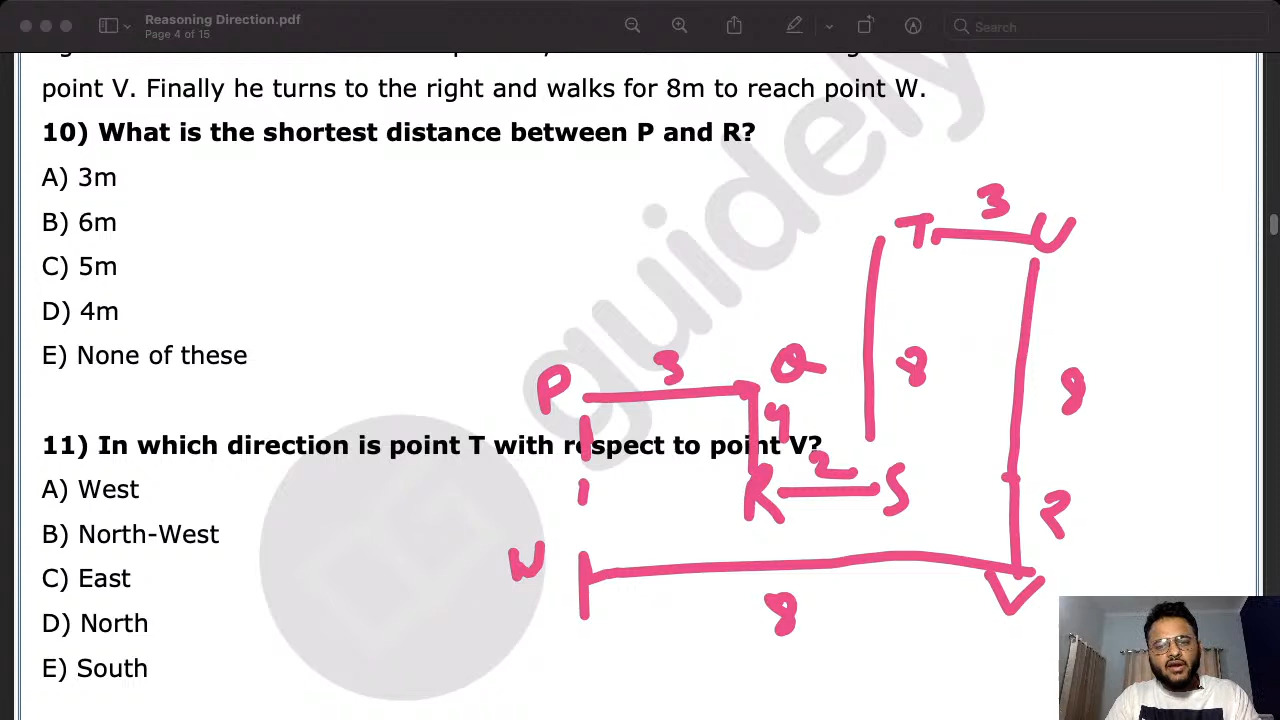 Reasoning Direction.pdf
Page 4 of 15
Search
point V. Finally he turns to the right and walks for 8m to reach point W.
10) What is the shortest distance between P and R?
A) 3m
B) 6m
C) 5m
D) 4m
E) None of these
11) In which direction is point T with respect to point V?
A) West
B) North-West
C) East
D) North
E) South
guidely
T 3 U
8 8
P 3 Q
4
R 2 S
2
W
8 V